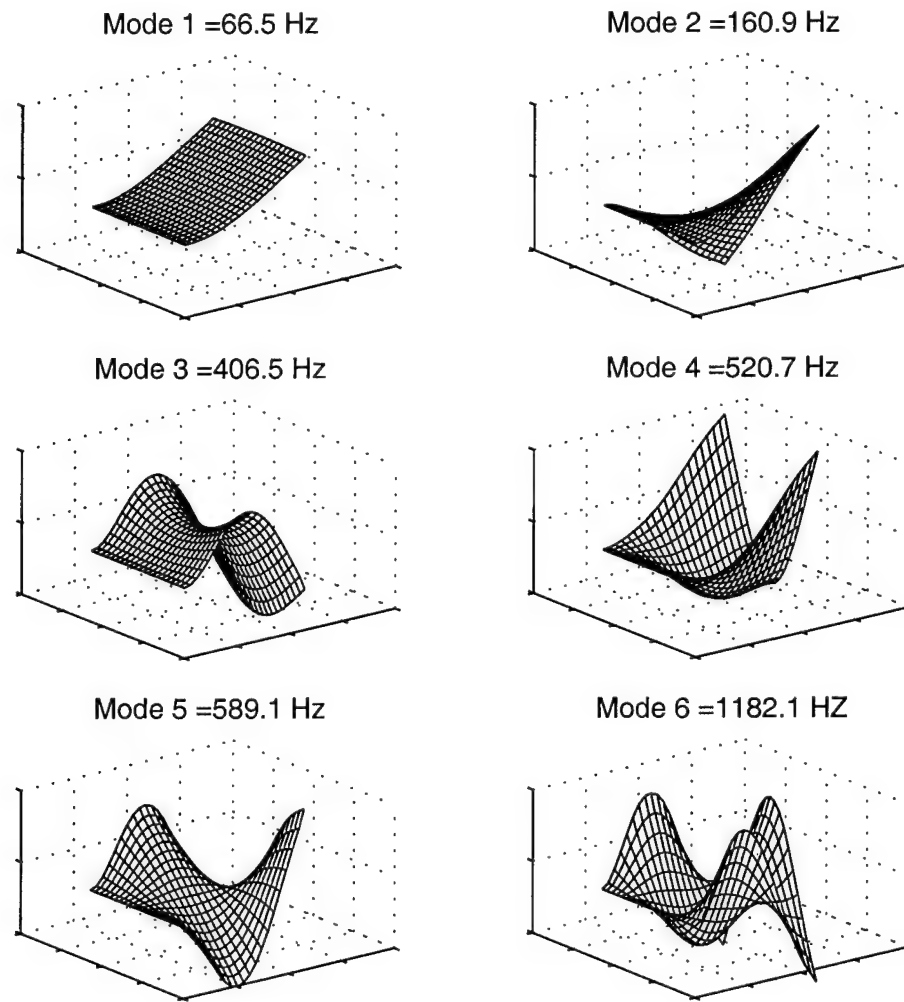 Mode 1 =66.5 Hz
Mode 2 =160.9 Hz
Mode 3 =406.5 Hz
Mode 4 =520.7 Hz
Mode 5 =589.1 Hz
Mode 6 =1182.1 HZ